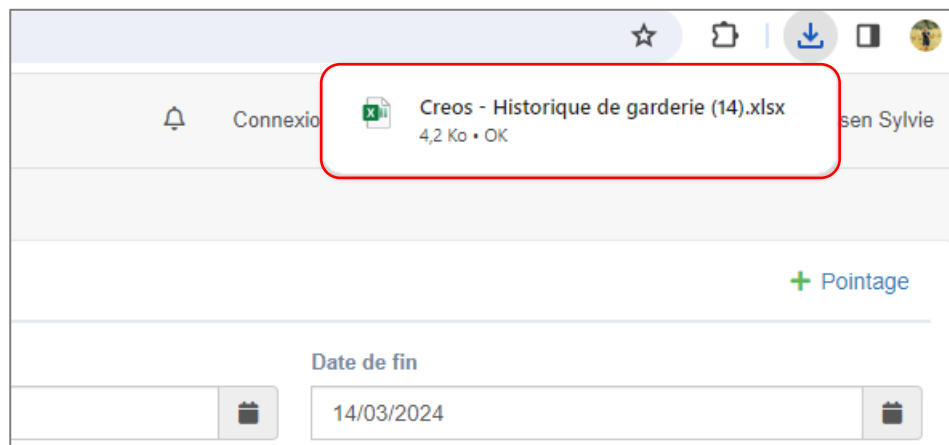 Creos - Historique de garderie (14).xlsx
4,2 Ko • OK
Connexio
sen Sylvie
Pointage
Date de fin
14/03/2024